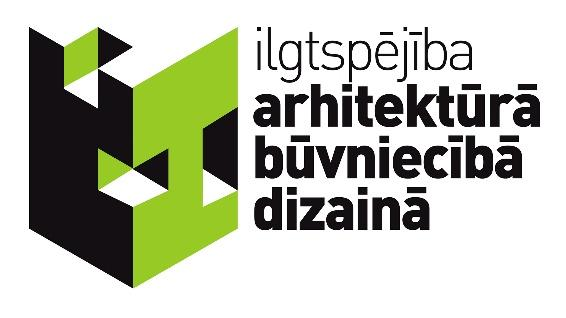 ilgtspējība
arhitektūrā
būvniecībā
dizainā